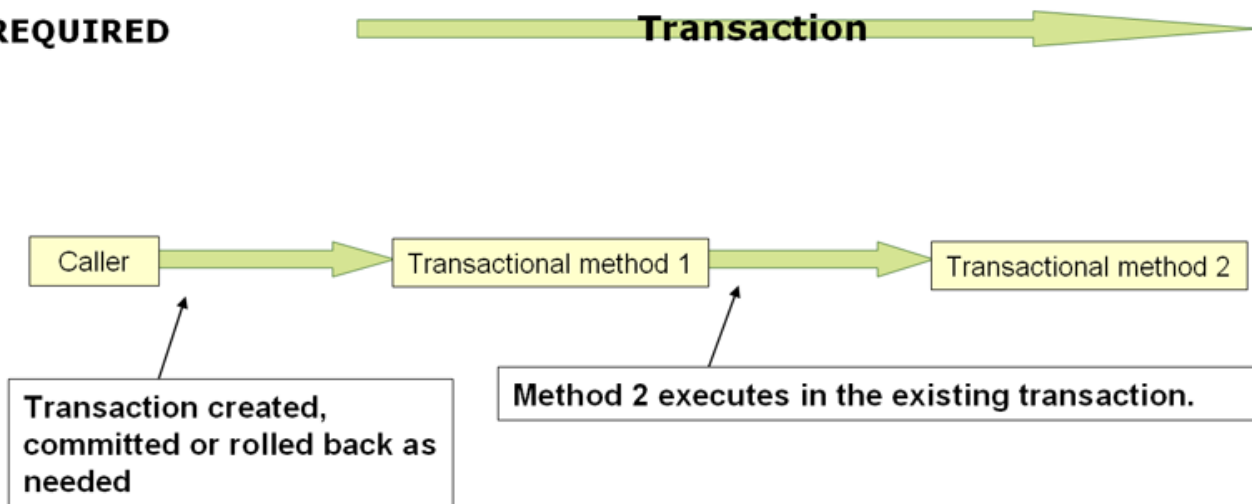 REQUIRED
Transaction
Caller
Transactional method 1
Transactional method 2
Transaction created,
committed or rolled back as
needed
Method 2 executes in the existing transaction.